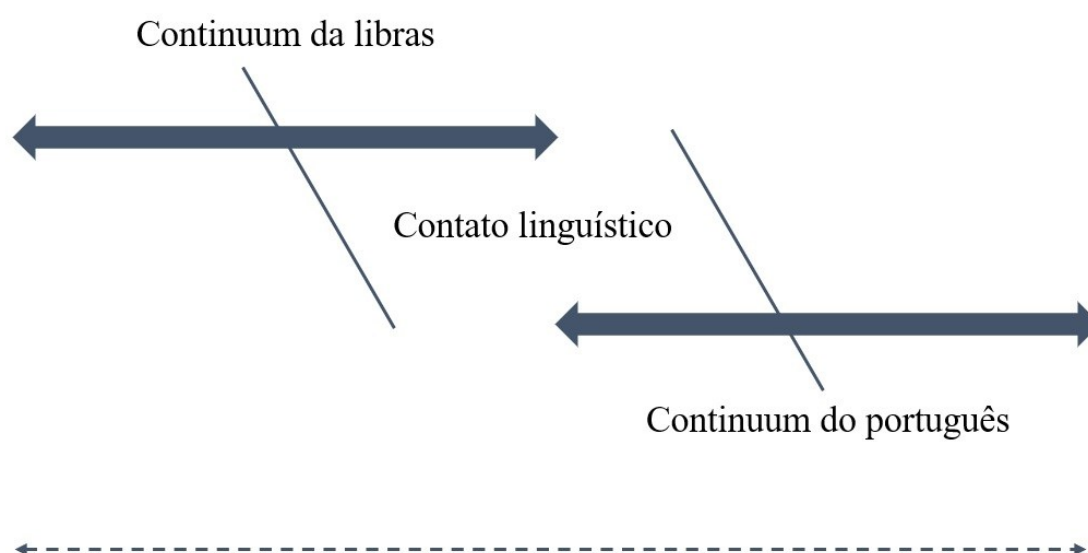 Continuum da libras
Contato linguístico
Continuum do português